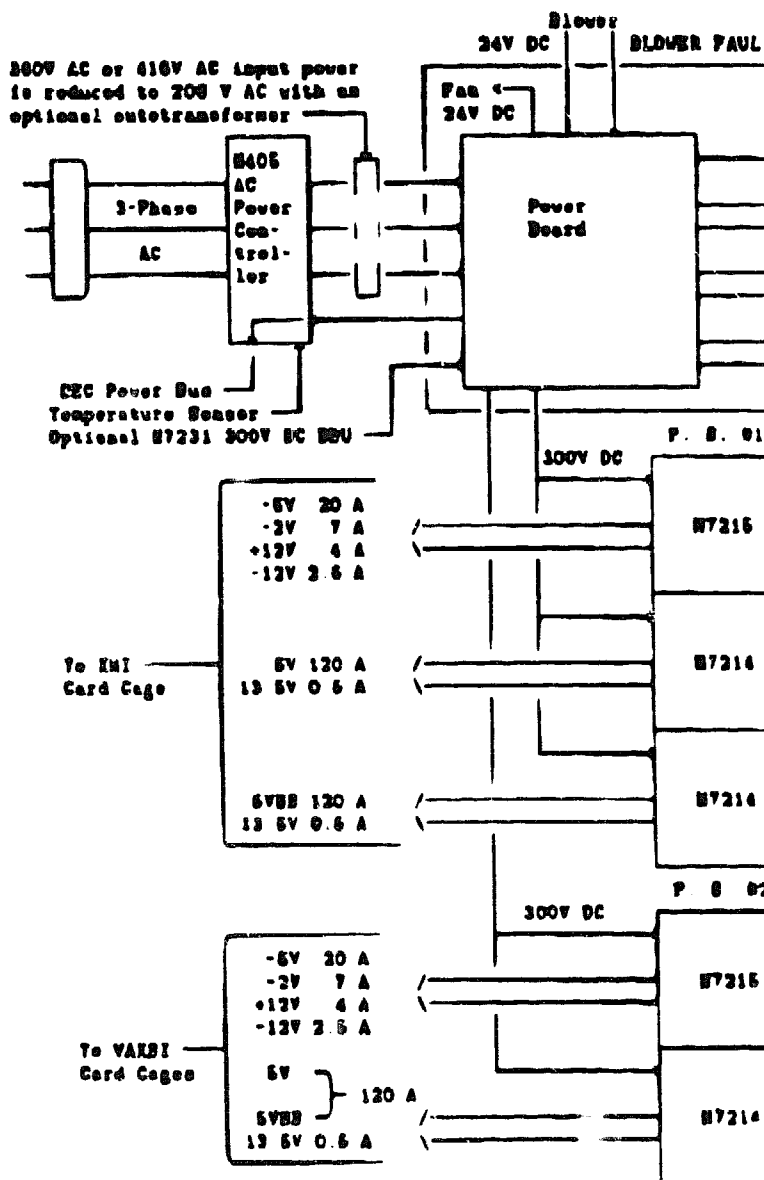 Blower
24V DC
BLOWER FAUL
380V AC or 416V AC input power
is reduced to 208 V AC with an
optional autotransformer
Fan
24V DC
H405
AC
Power
Con-
trol-
ler
3-Phase
AC
Power
Board
DEC Power Bus
Temperature Sensor
Optional H7231 300V DC BBU
P. S. #1
300V DC
-5V 20 A
-2V 7 A
+12V 4 A
-12V 2.5 A
H7215
To XMI
Card Cage
5V 120 A
13.5V 0.5 A
H7214
5VBB 120 A
13.5V 0.5 A
H7214
P. S. #2
300V DC
-5V 20 A
-2V 7 A
+12V 4 A
-12V 2.5 A
H7215
To VAXBI
Card Cages
5V
120 A
5VBB
13.5V 0.5 A
H7214